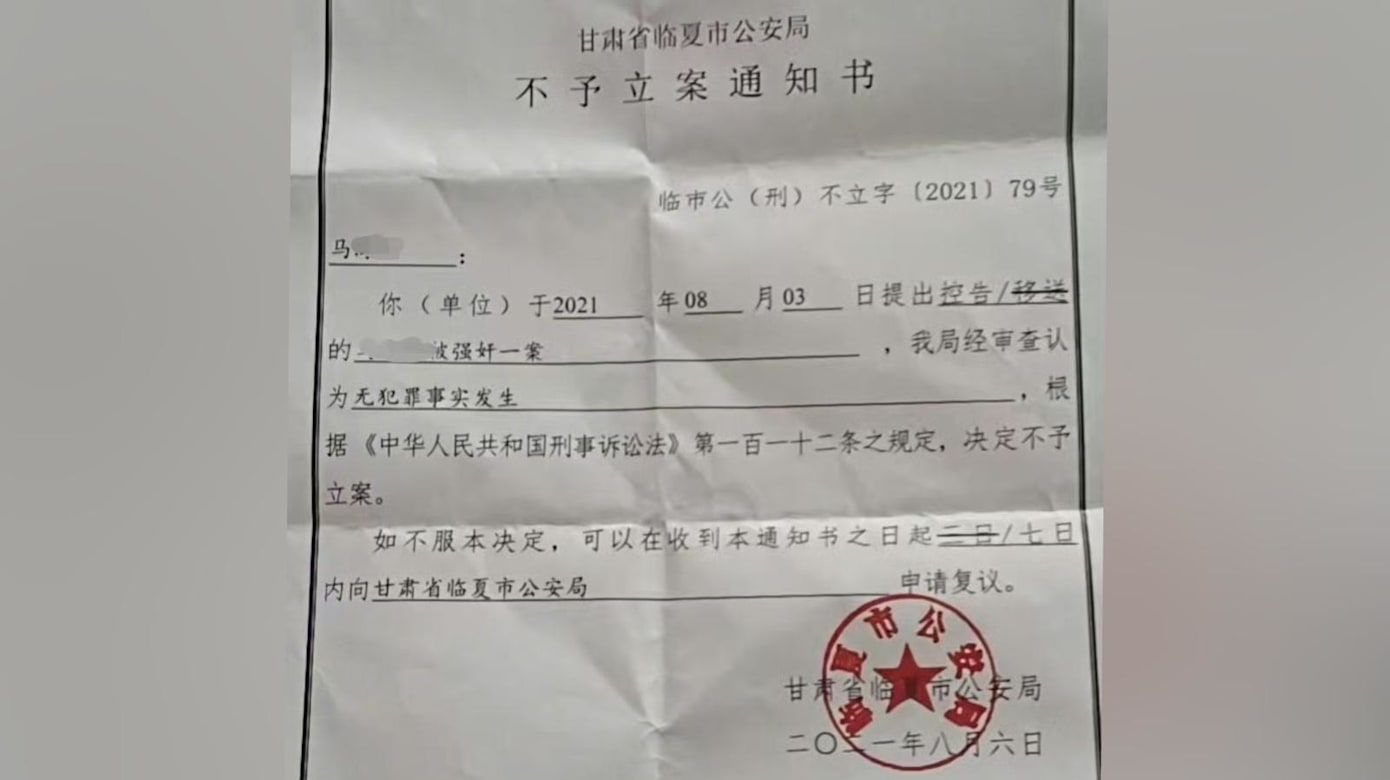 甘肃省临夏市公安局
不予立案通知书
临市公（刑）不立字〔2021〕79号
马：
你（单位）于2021年08月03日提出控告/移送
的被强奸一案，我局经审查认
为无犯罪事实发生，根
据《中华人民共和国刑事诉讼法》第一百一十二条之规定，决定不予
立案。
如不服本决定，可以在收到本通知书之日起三日/七日
内向甘肃省临夏市公安局申请复议。
临夏市公安局
甘肃省临夏市公安局
二〇二一年八月六日